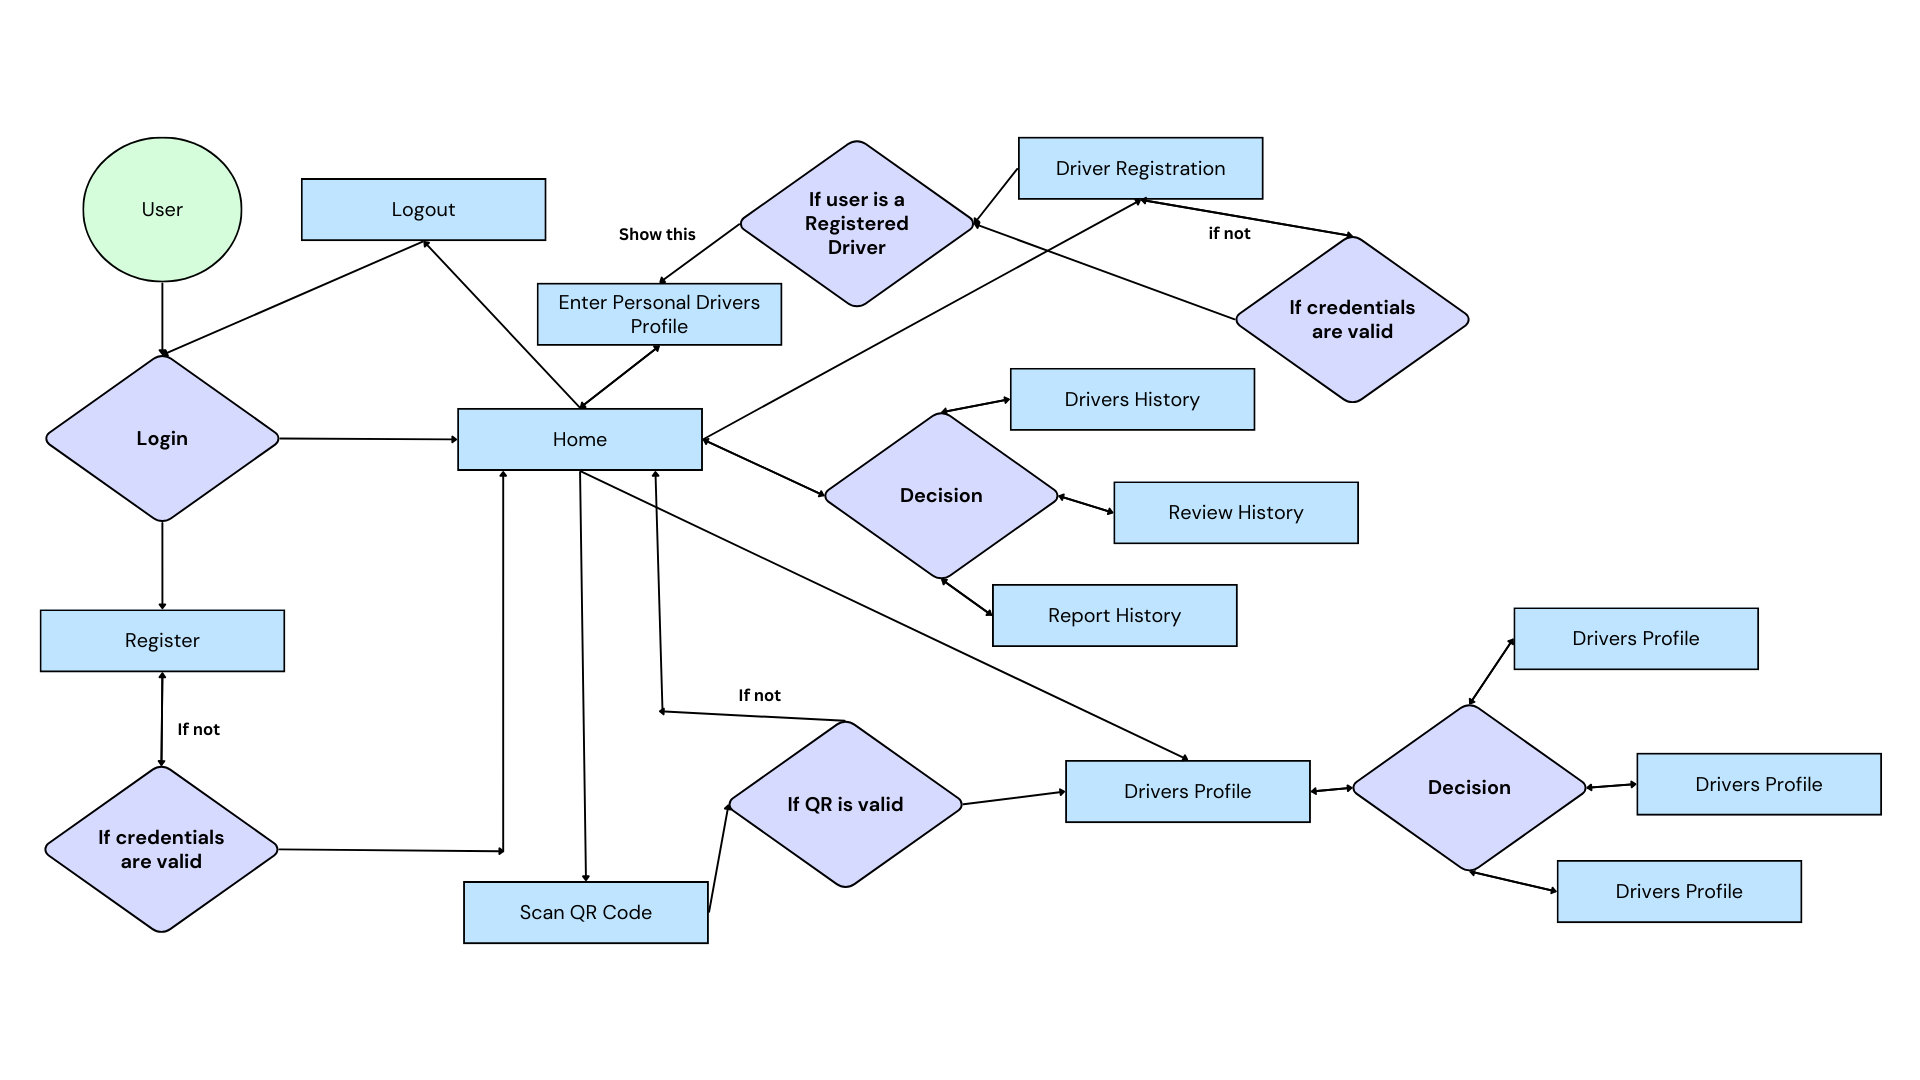 User
Logout
Show this
If user is a
Registered
Driver
Driver Registration
if not
If credentials
are valid
Enter Personal Drivers
Profile
Login
Home
Drivers History
Decision
Review History
Report History
Register
If not
If credentials
are valid
Scan QR Code
If not
If QR is valid
Drivers Profile
Decision
Drivers Profile
Drivers Profile
Drivers Profile